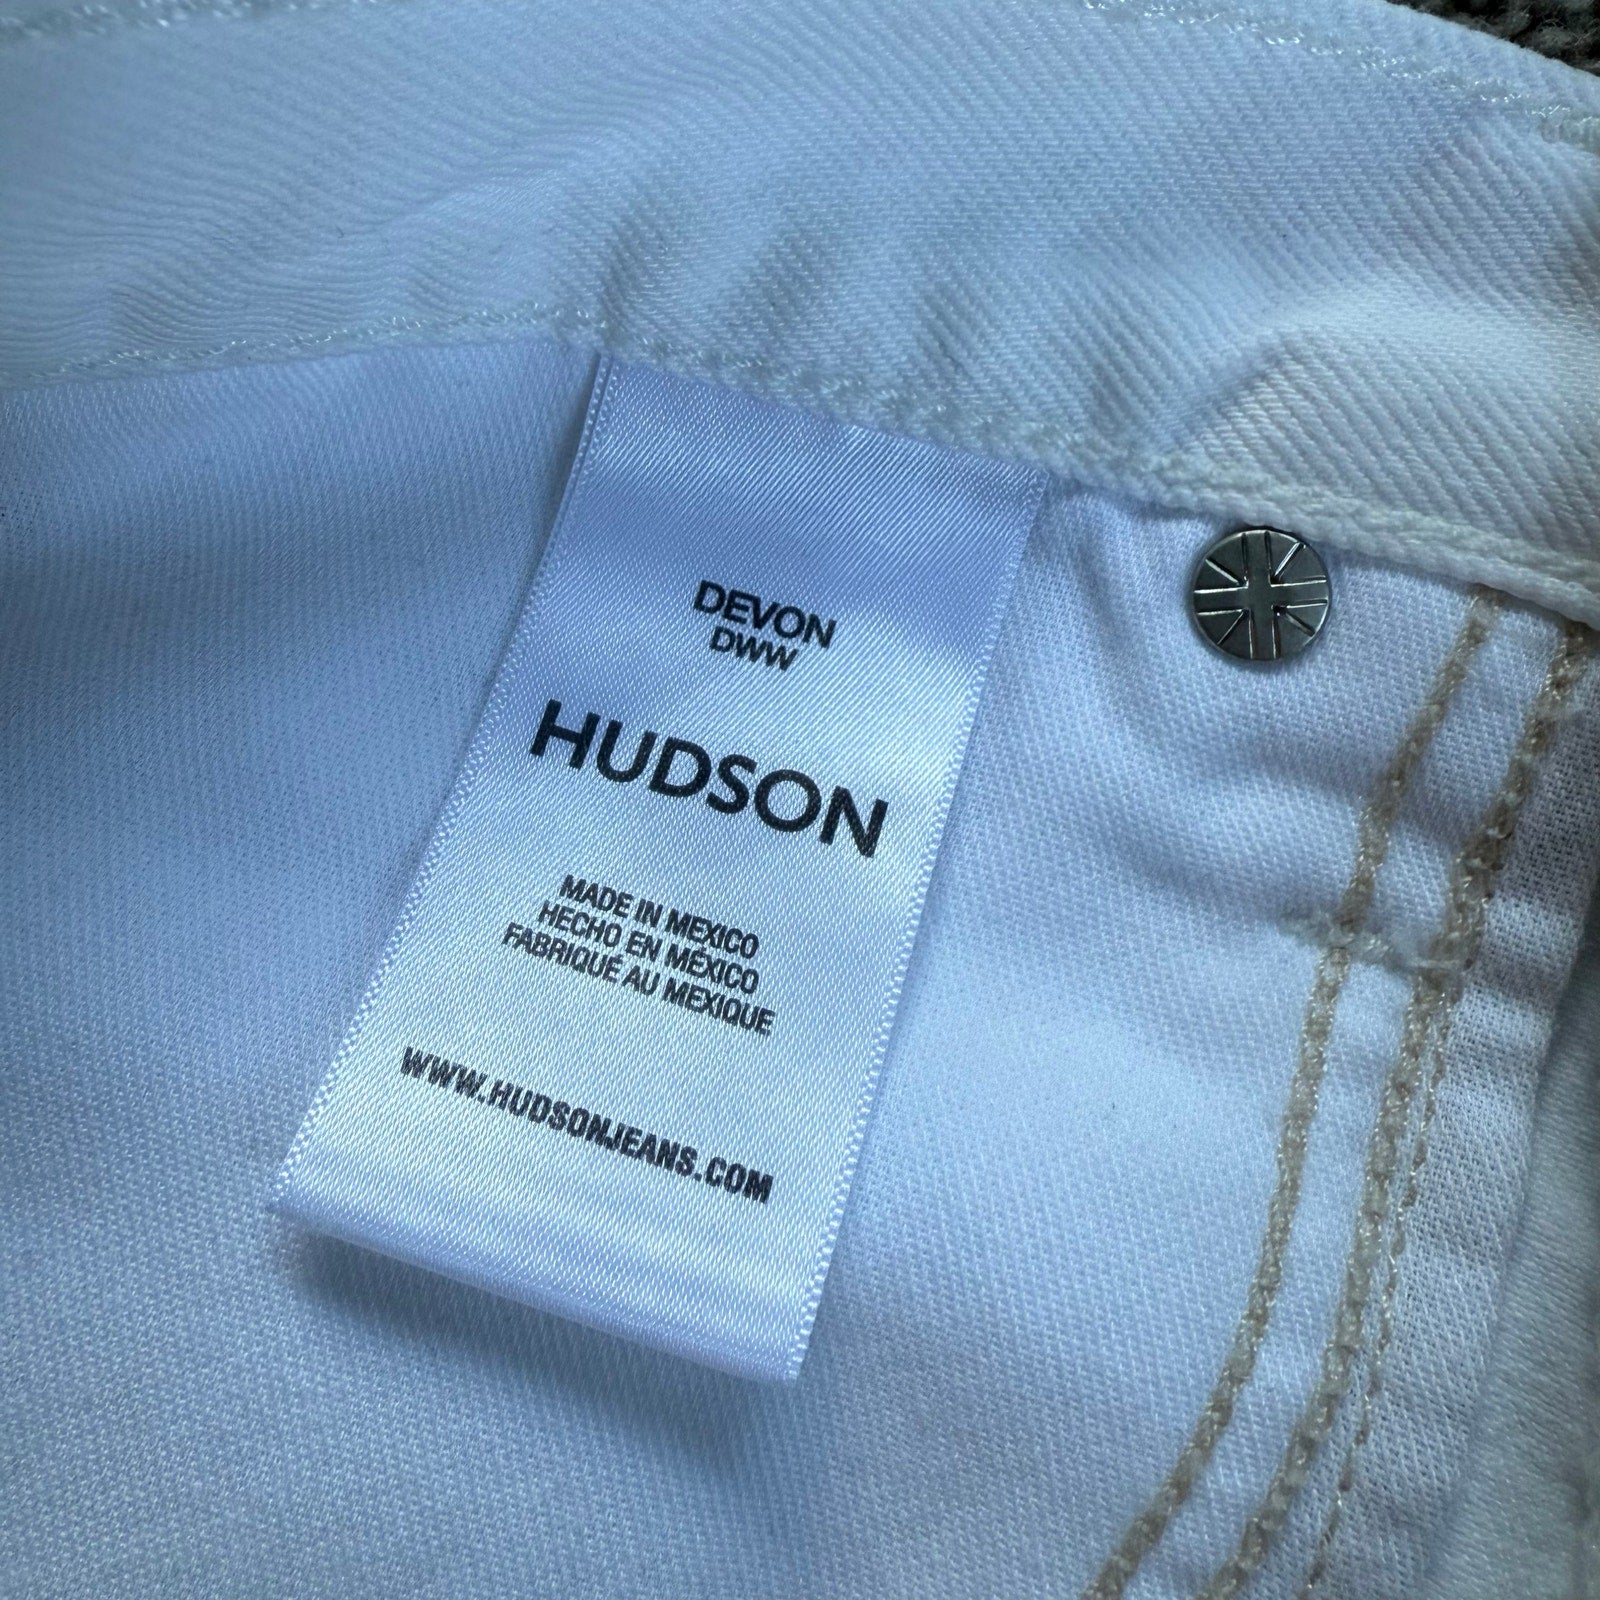 DEVON
DWW
HUDSON
MADE IN MEXICO
HECHO EN MÉXICO
FABRIQUÉ AU MEXIQUE
WWW.HUDSONJEANS.COM